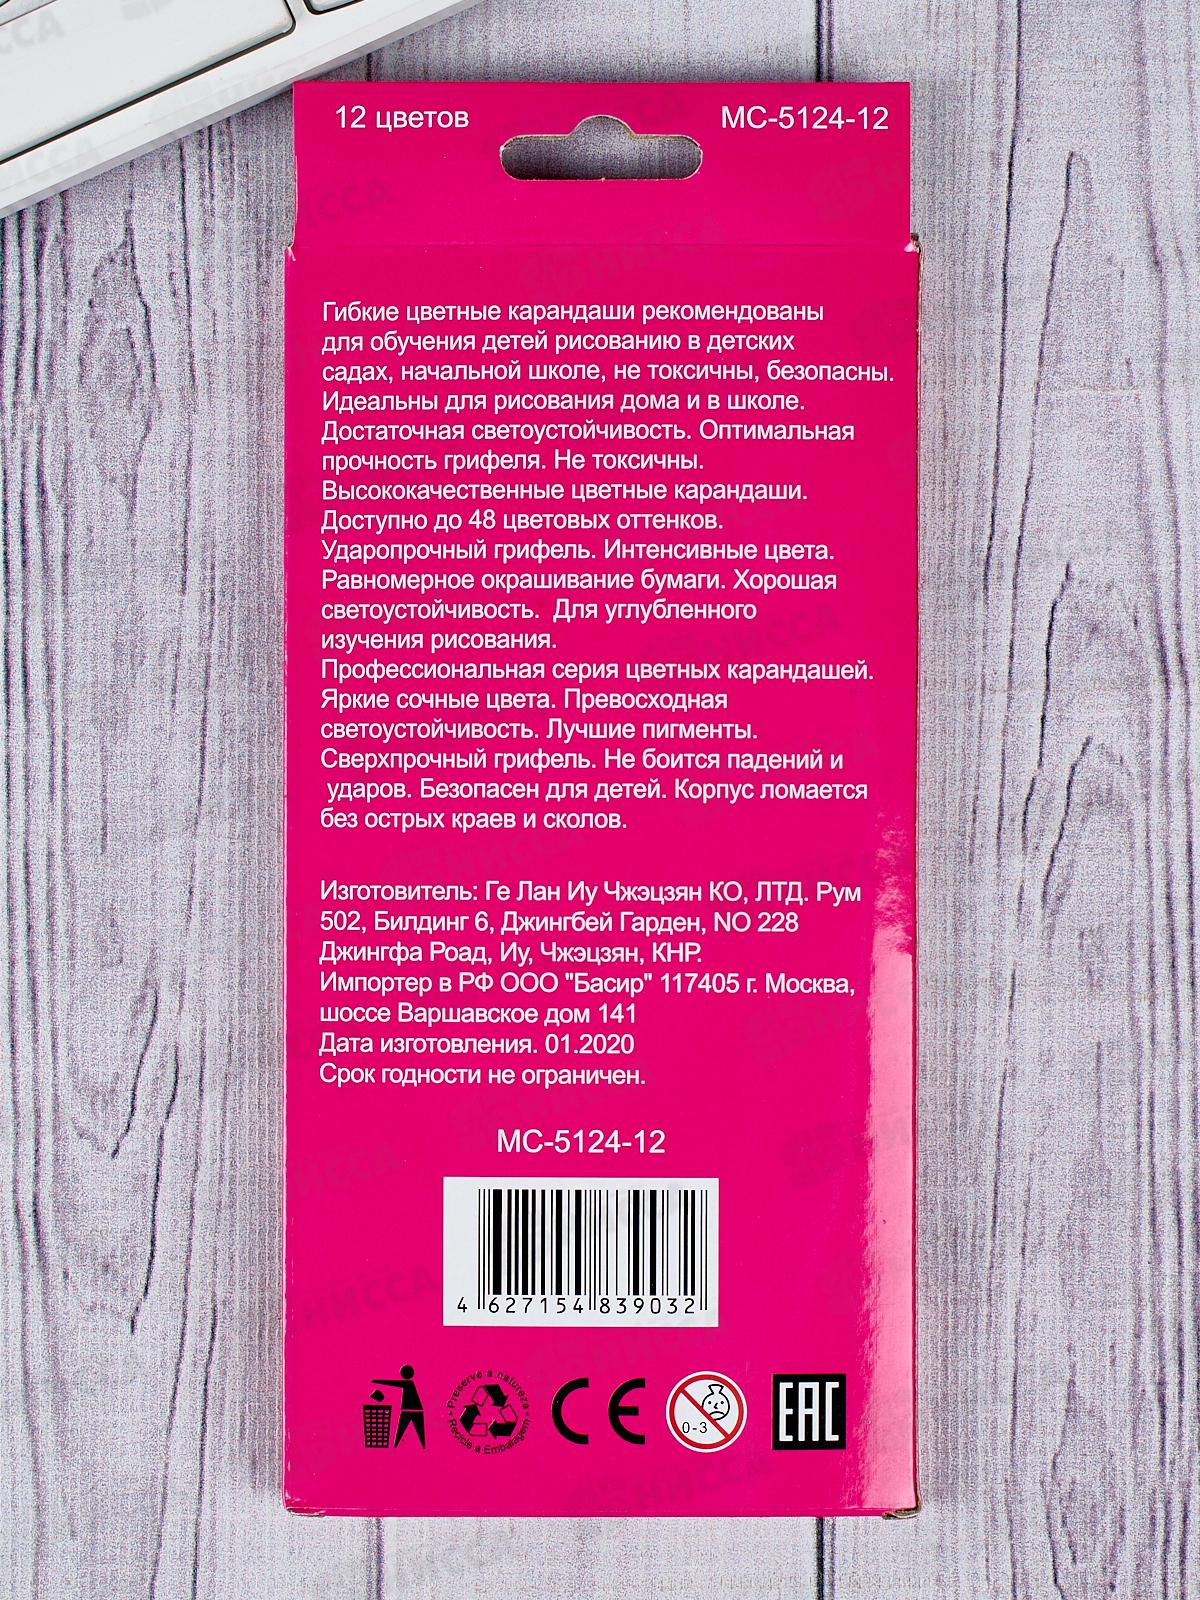 12 цветов
МС-5124-12
Гибкие цветные карандаши рекомендованы
для обучения детей рисованию в детских
садах, начальной школе, не токсичны, безопасны.
Идеальны для рисования дома и в школе.
Достаточная светоустойчивость. Оптимальная
прочность грифеля. Не токсичны.
Высококачественные цветные карандаши.
Доступно до 48 цветовых оттенков.
Ударопрочный грифель. Интенсивные цвета.
Равномерное окрашивание бумаги. Хорошая
светоустойчивость. Для углубленного
изучения рисования.
Профессиональная серия цветных карандашей.
Яркие сочные цвета. Превосходная
светоустойчивость. Лучшие пигменты.
Сверхпрочный грифель. Не боится падений и
ударов. Безопасен для детей. Корпус ломается
без острых краев и сколов.
Изготовитель: Ге Лан Иу Чжэцзян КО, ЛТД. Рум
502, Билдинг 6, Джингбей Гарден, NO 228
Джингфа Роад, Иу, Чжэцзян, КНР.
Импортер в РФ ООО "Басир" 117405 г. Москва,
шоссе Варшавское дом 141
Дата изготовления. 01.2020
Срок годности не ограничен.
МС-5124-12
4 627154 839032
Preserve a natureza
Recicle a Embalagem
CE
0-3
EAC